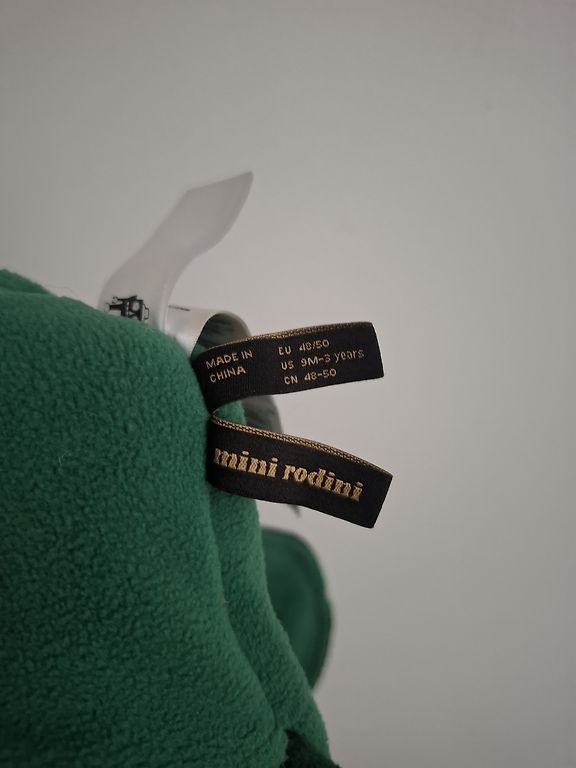 MADE IN
CHINA
EU 48/50
US 9M-3 years
CN 48-50
mini rodini